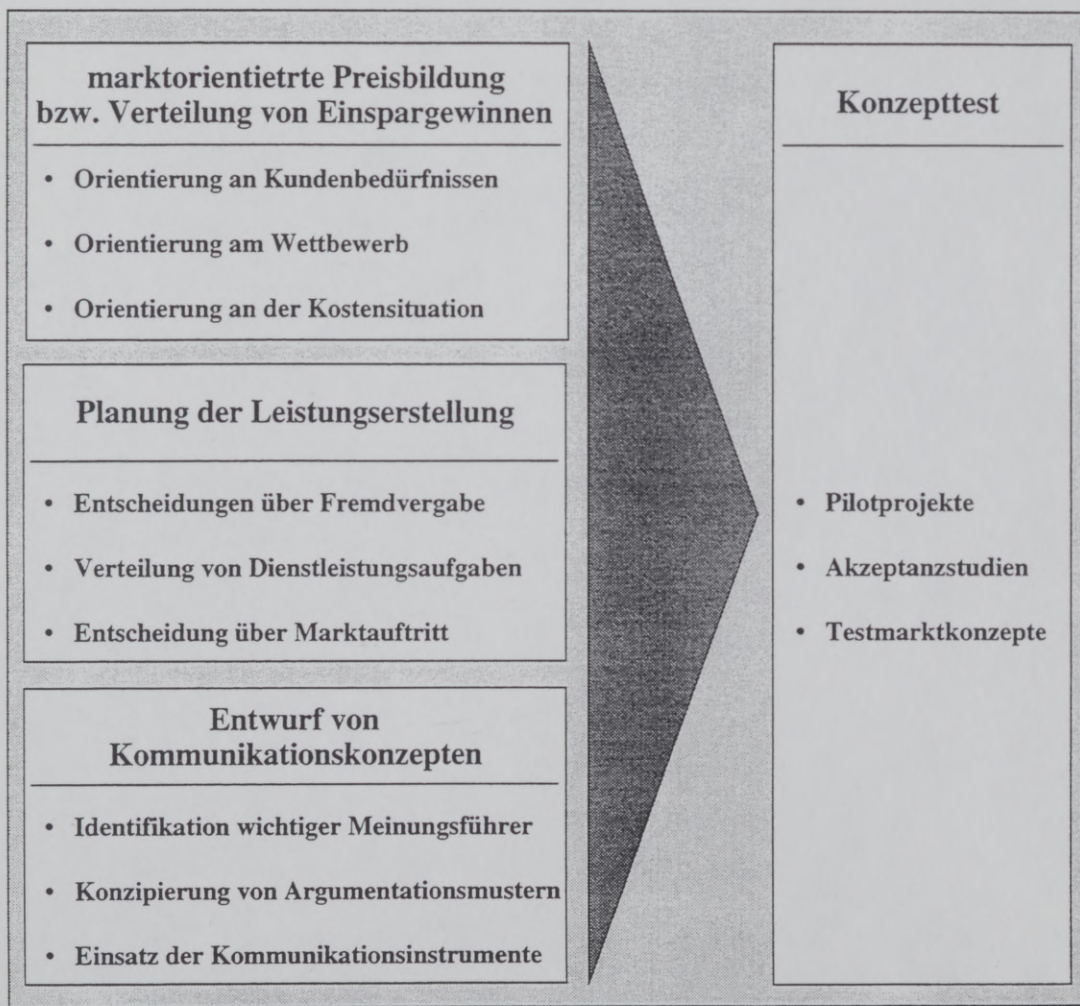 marktorientietrte Preisbildung
bzw. Verteilung von Einspargewinnen
• Orientierung an Kundenbedürfnissen
• Orientierung am Wettbewerb
• Orientierung an der Kostensituation
Planung der Leistungserstellung
• Entscheidungen über Fremdvergabe
• Verteilung von Dienstleistungsaufgaben
• Entscheidung über Marktauftritt
Entwurf von
Kommunikationskonzepten
• Identifikation wichtiger Meinungsführer
• Konzipierung von Argumentationsmustern
• Einsatz der Kommunikationsinstrumente
Konzepttest
• Pilotprojekte
• Akzeptanzstudien
• Testmarktkonzepte